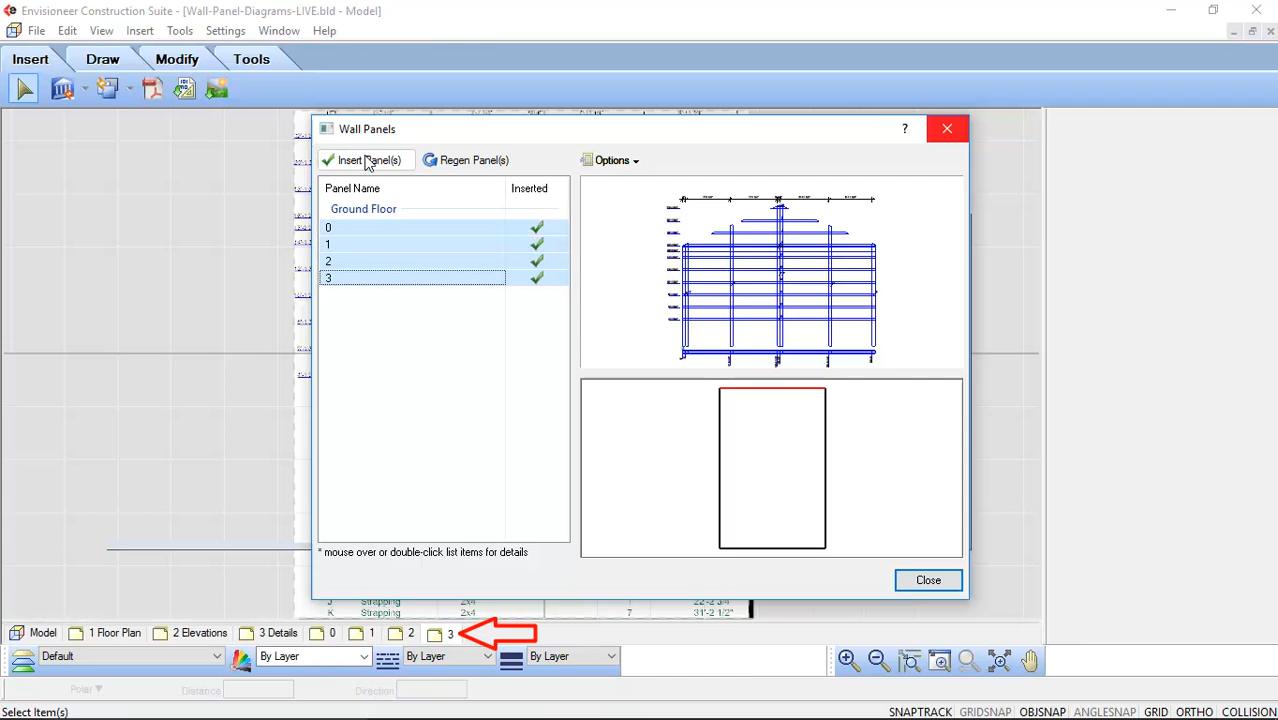 Envisioneer Construction Suite - [Wall-Panel-Diagrams-LIVE.bld - Model]
File Edit View Insert Tools Settings Window Help
Insert Draw Modify Tools
Wall Panels
?
Insert Panel(s) Regen Panel(s) Options
Panel Name Inserted
Ground Floor
0
1
2
3
* mouse over or double-click list items for details
Close
J Strapping 2x4 22'-2 3/4"
K Strapping 2x4 7 31'-2 1/2"
Model 1 Floor Plan 2 Elevations 3 Details 0 1 2 3
Default By Layer By Layer By Layer
Polar Distance Direction
Select Item(s) SNAPTRACK GRIDSNAP OBJSNAP ANGLESNAP GRID ORTHO COLLISION